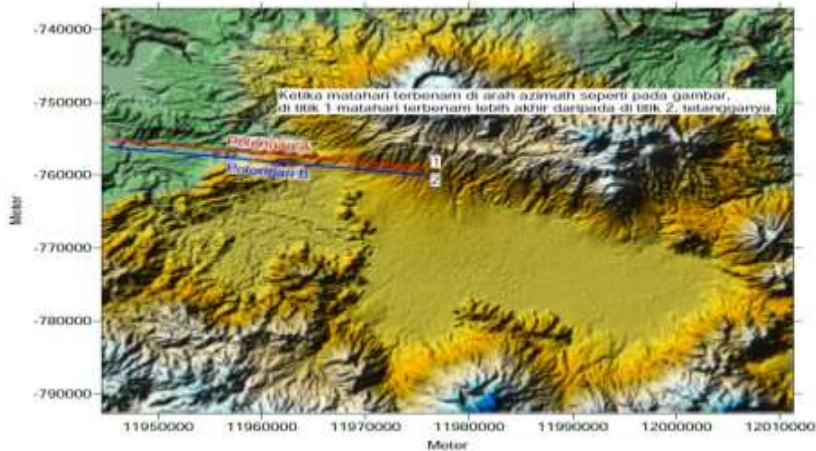 -740000
Ketika matahari terbenam di arah azimuth seperti pada gambar,
di titik 1 matahari terbenam lebih akhir daripada di titik 2, tetangganya.
-750000
Potongan A
1
-760000
Potongan B
2
Meter
-770000
-780000
-790000
11950000 11960000 11970000 11980000 11990000 12000000 12010000
Meter